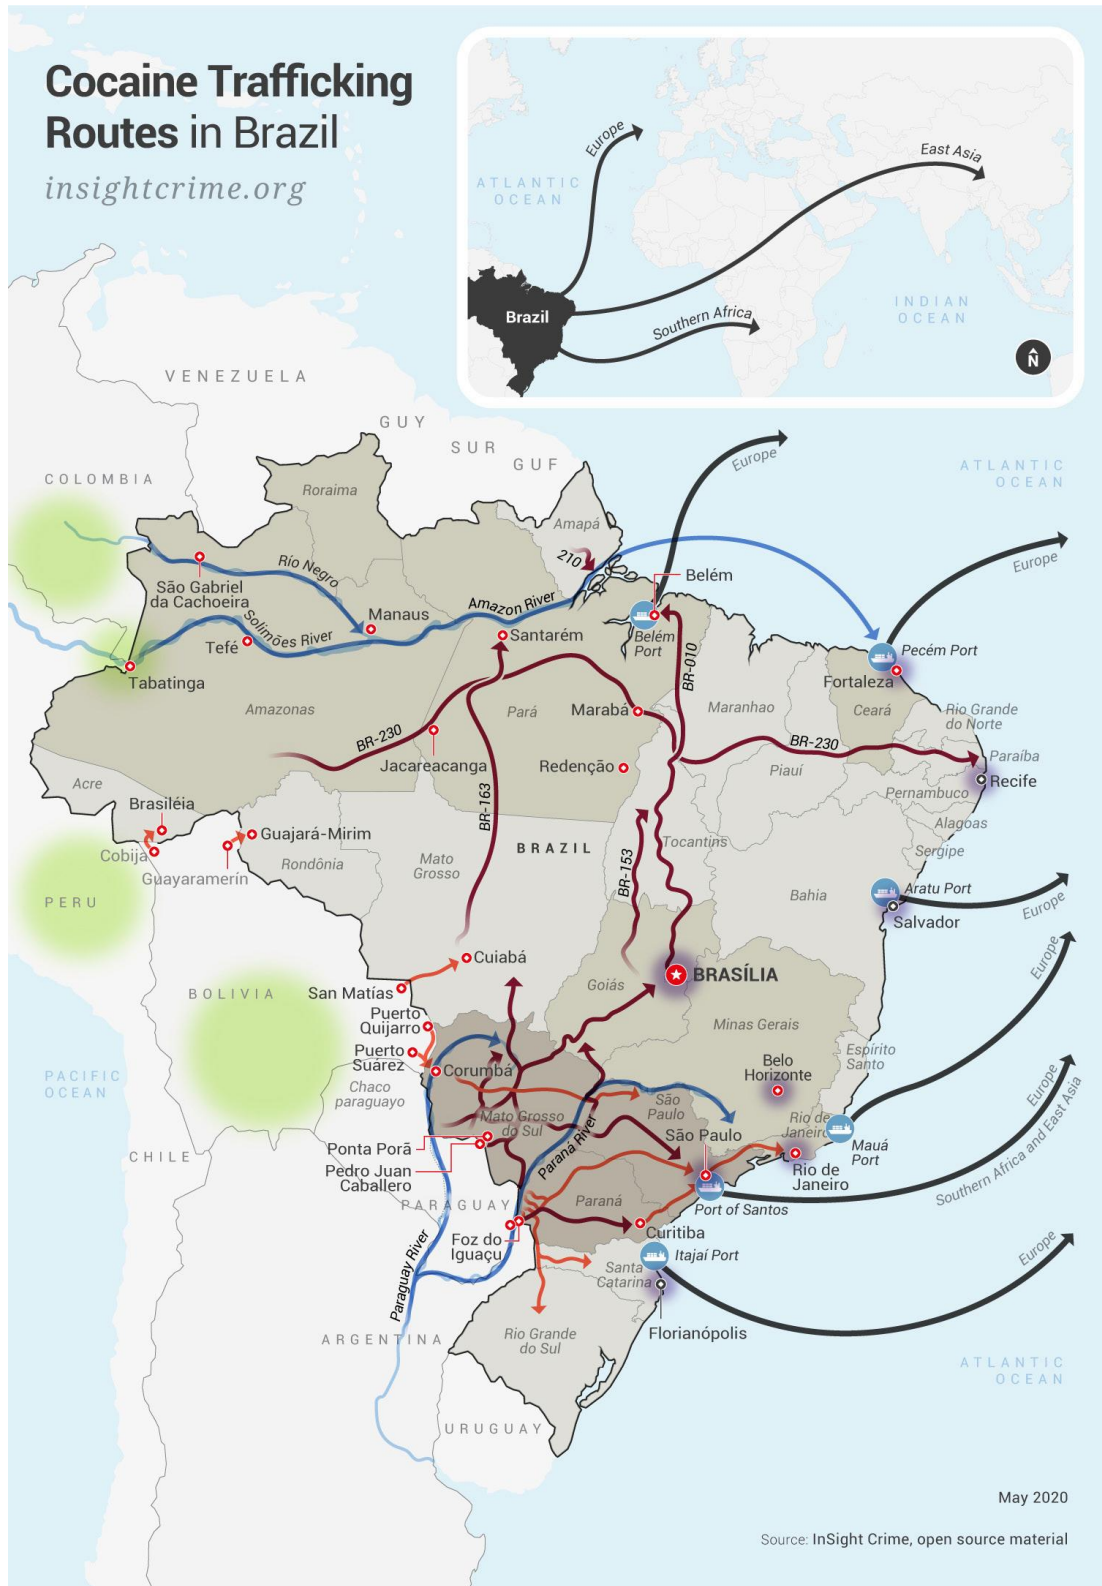 Cocaine Trafficking
Routes in Brazil
insightcrime.org
Europe
East Asia
ATLANTIC
OCEAN
INDIAN
OCEAN
Brazil
Southern Africa
N
VENEZUELA
GUY
SUR
GUF
COLOMBIA
Roraima
Amapá
210
Europe
ATLANTIC
OCEAN
Europe
Río Negro
São Gabriel
da Cachoeira
Manaus
Amazon River
Belém
Solimões River
Tefé
Santarém
Belém
Port
Pecém Port
Tabatinga
Fortaleza
BR-010
Amazonas
Pará
Marabá
Maranhao
Ceará
Rio Grande
do Norte
BR-230
BR-230
Paraíba
Jacareacanga
Redenção
Piauí
Recife
Acre
Pernambuco
Brasiléia
BR-163
Alagoas
Guajará-Mirim
Cobija
Rondônia
Mato
Grosso
BRAZIL
Tocantins
Sergipe
Guayaramerín
BR-153
Bahia
Aratu Port
PERU
Salvador
Europe
Cuiabá
BRASÍLIA
Europe
BOLIVIA
San Matías
Goiás
Puerto
Quijarro
Minas Gerais
Puerto
Suárez
Espírito
Santo
PACIFIC
OCEAN
Corumbá
Belo
Horizonte
Chaco
paraguayo
São
Paulo
Europe
Southern Africa and East Asia
Mato Grosso
do Sul
Rio de
Janeiro
CHILE
Ponta Porã
Paraná River
São Paulo
Mauá
Port
Pedro Juan
Caballero
Rio de
Janeiro
PARAGUAY
Paraná
Port of Santos
Foz do
Iguaçu
Curitiba
Itajaí Port
Europe
Paraguay River
Santa
Catarina
ARGENTINA
Rio Grande
do Sul
Florianópolis
ATLANTIC
OCEAN
URUGUAY
May 2020
Source: InSight Crime, open source material